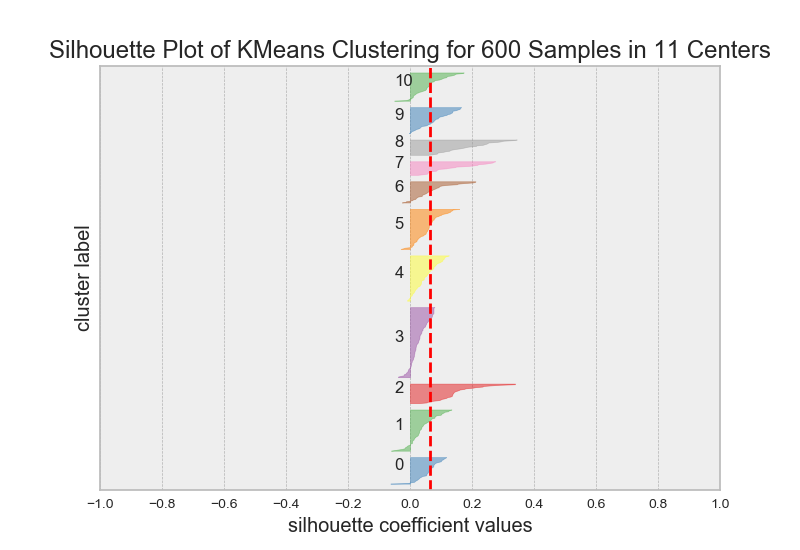 Silhouette Plot of KMeans Clustering for 600 Samples in 11 Centers
10
9
8
7
6
5
4
3
2
1
0
cluster label
−1.0 −0.8 −0.6 −0.4 −0.2 0.0 0.2 0.4 0.6 0.8 1.0
silhouette coefficient values